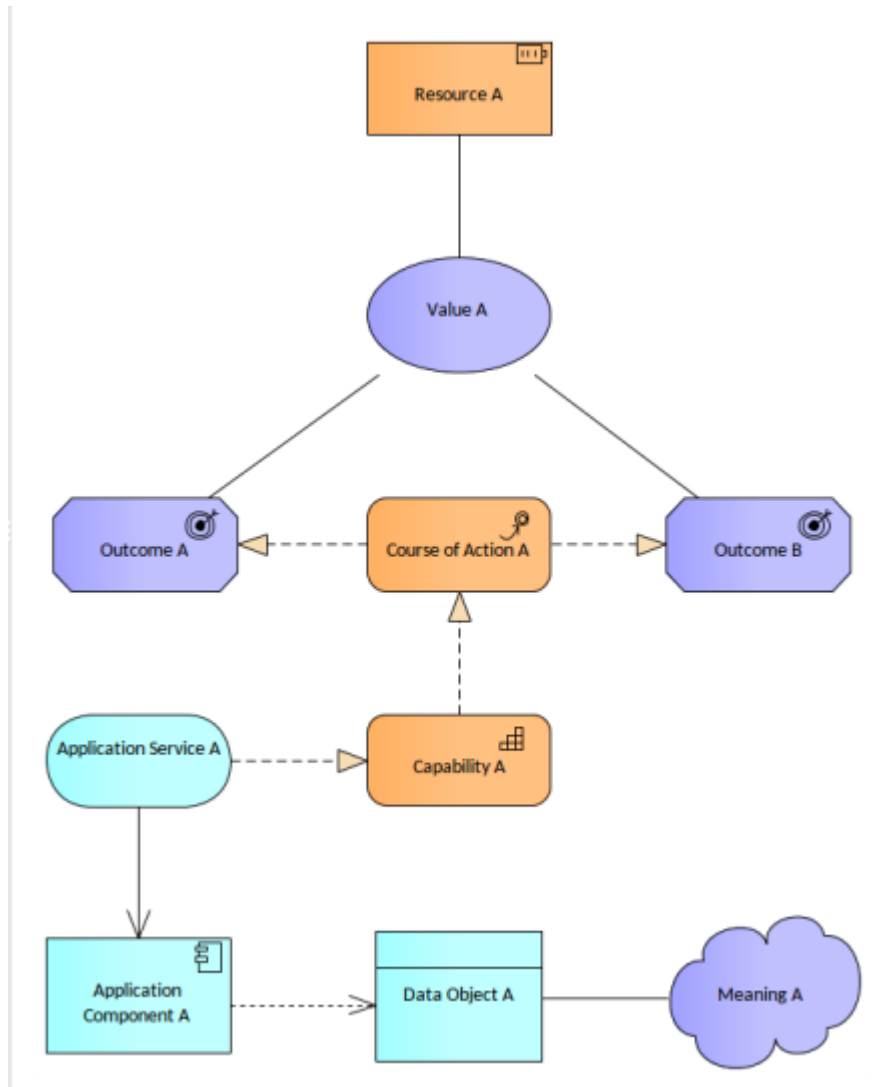 Resource A
Value A
Outcome A
Course of Action A
Outcome B
Application Service A
Capability A
Application
Component A
Data Object A
Meaning A